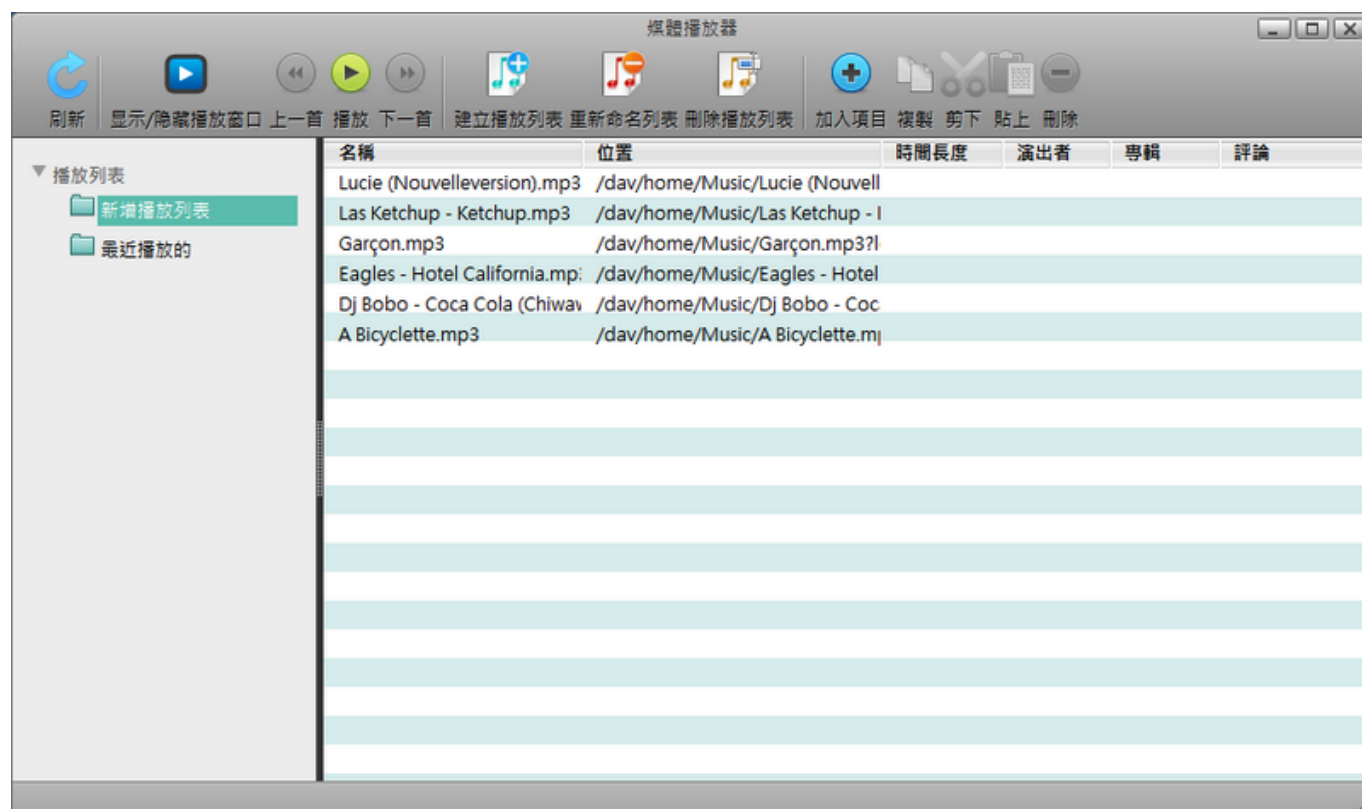 媒體播放器
刷新 显示/隐藏播放窗口 上一首 播放 下一首 建立播放列表 重新命名列表 刪除播放列表 加入項目 複製 剪下 貼上 刪除
播放列表
新增播放列表
最近播放的
名稱 位置 時間長度 演出者 專輯 評論
Lucie (Nouvelleversion).mp3 /dav/home/Music/Lucie (Nouvell
Las Ketchup - Ketchup.mp3 /dav/home/Music/Las Ketchup -
Garçon.mp3 /dav/home/Music/Garçon.mp3?l
Eagles - Hotel California.mp /dav/home/Music/Eagles - Hotel
Dj Bobo - Coca Cola (Chiwav /dav/home/Music/Dj Bobo - Coc
A Bicyclette.mp3 /dav/home/Music/A Bicyclette.m